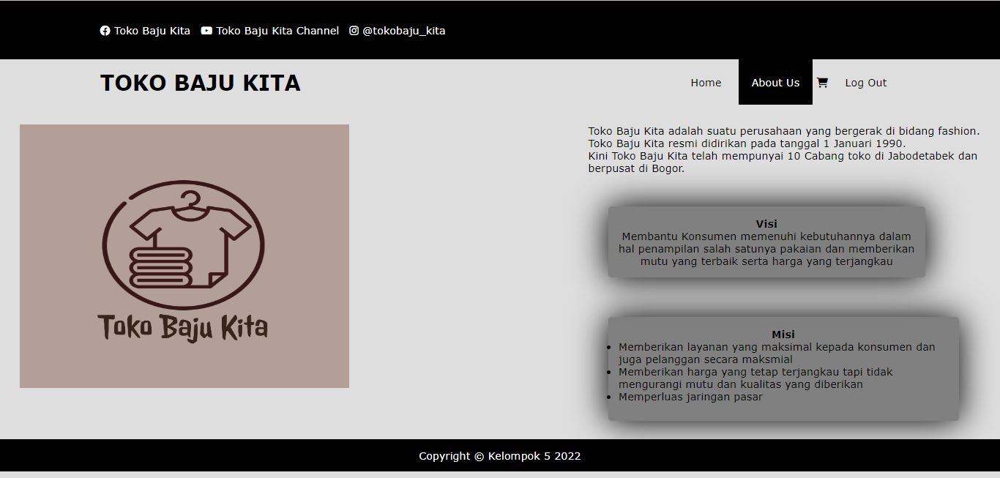 Toko Baju Kita Toko Baju Kita Channel @tokobaju_kita
TOKO BAJU KITA
Home About Us Log Out
Toko Baju Kita
Toko Baju Kita adalah suatu perusahaan yang bergerak di bidang fashion.
Toko Baju Kita resmi didirikan pada tanggal 1 Januari 1990.
Kini Toko Baju Kita telah mempunyai 10 Cabang toko di Jabodetabek dan
berpusat di Bogor.
Visi
Membantu Konsumen memenuhi kebutuhannya dalam
hal penampilan salah satunya pakaian dan memberikan
mutu yang terbaik serta harga yang terjangkau
Misi
• Memberikan layanan yang maksimal kepada konsumen dan
juga pelanggan secara maksmial
• Memberikan harga yang tetap terjangkau tapi tidak
mengurangi mutu dan kualitas yang diberikan
• Memperluas jaringan pasar
Copyright © Kelompok 5 2022